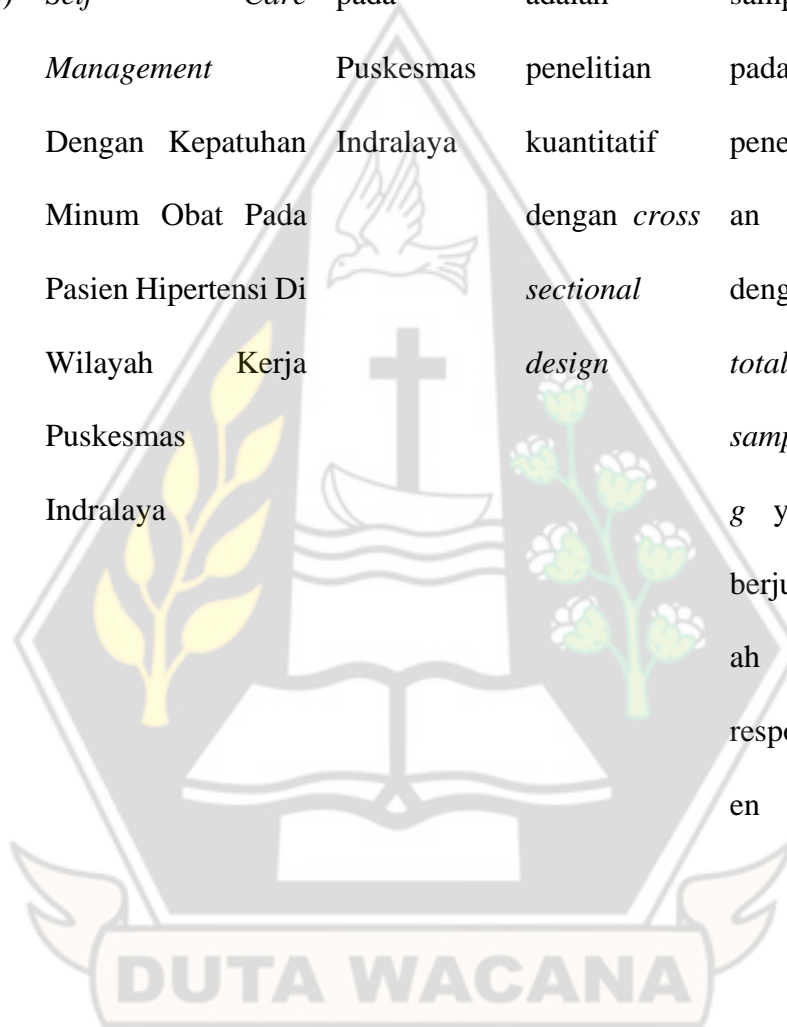 Self Care
Management
Dengan Kepatuhan
Minum Obat Pada
Pasien Hipertensi Di
Wilayah Kerja
Puskesmas
Indralaya
pada
Puskesmas
Indralaya
adalah
penelitian
kuantitatif
dengan cross
sectional
design
pada
an
total
g
ah
en
DUTA WACANA